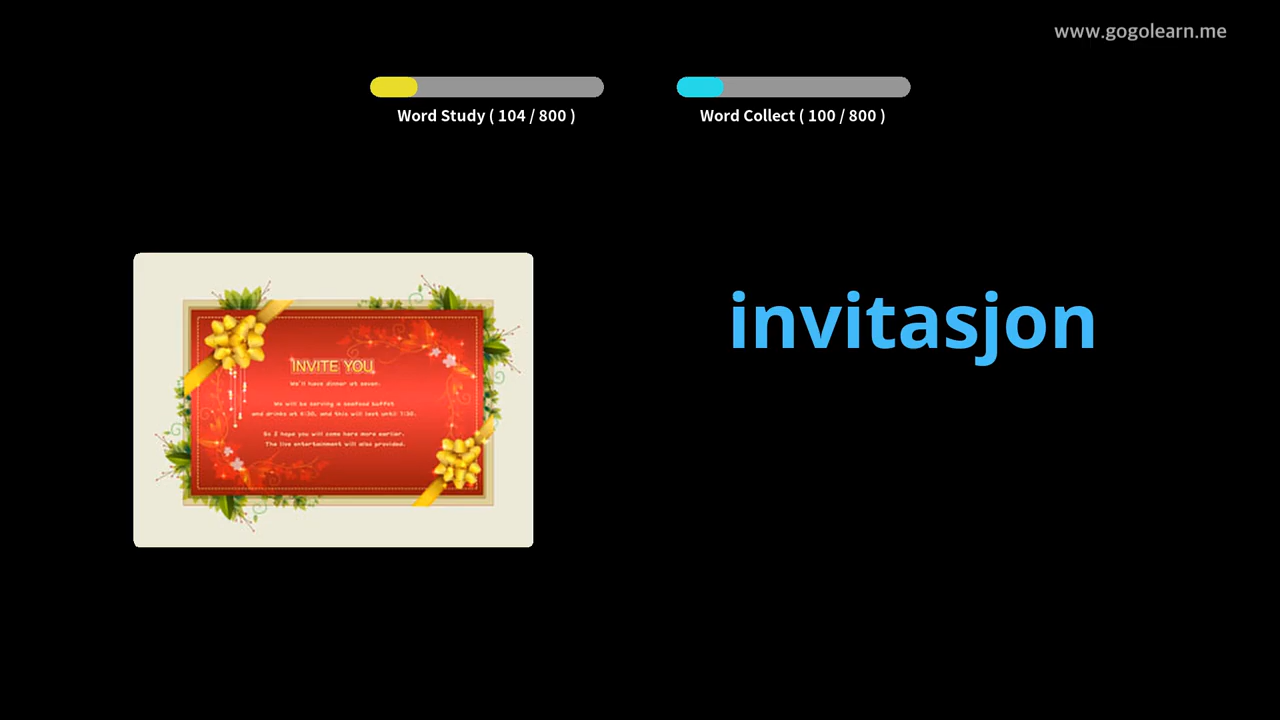 www.gogolearn.me
Word Study ( 104 / 800 )
Word Collect ( 100 / 800 )
invitasjon
INVITE YOU
We'll have dinner at seven.
We will be serving a seafood buffet
and drinks at 6:30, and this will last until 7:30.
So I hope you will come here more earlier.
The live entertainment will also provided.